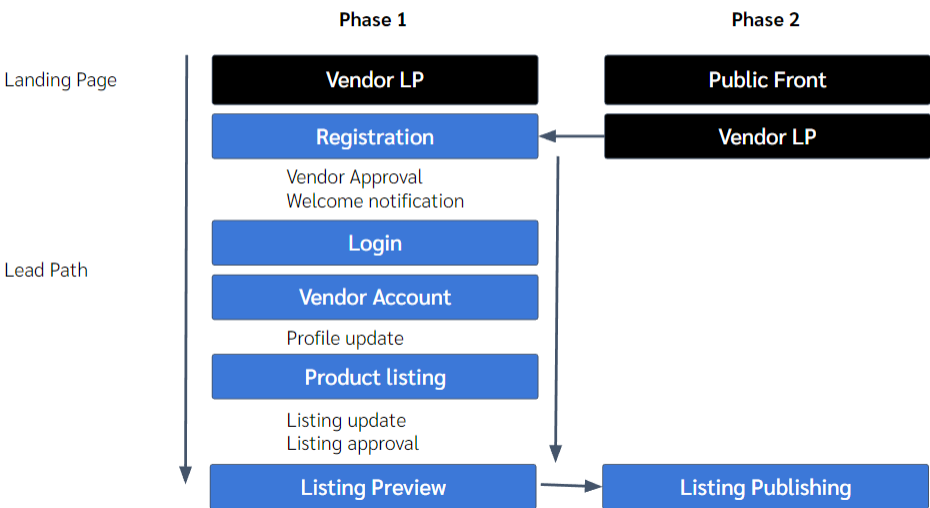 Phase 1
Phase 2
Landing Page
Vendor LP
Public Front
Registration
Vendor LP
Vendor Approval
Welcome notification
Login
Lead Path
Vendor Account
Profile update
Product listing
Listing update
Listing approval
Listing Preview
Listing Publishing